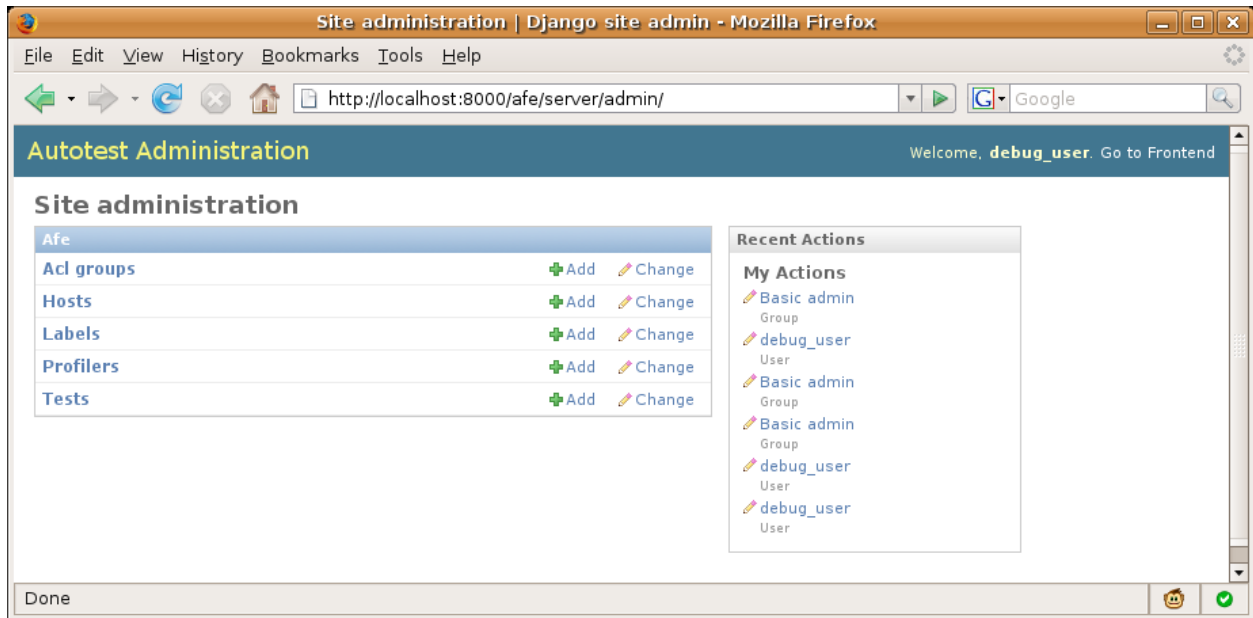 Site administration | Django site admin - Mozilla Firefox
File Edit View History Bookmarks Tools Help
http://localhost:8000/afe/server/admin/
G Google
Autotest Administration
Welcome, debug_user. Go to Frontend
Site administration
Afe
Acl groups Add Change
Hosts Add Change
Labels Add Change
Profilers Add Change
Tests Add Change
Recent Actions
My Actions
Basic admin
Group
debug_user
User
Basic admin
Group
Basic admin
Group
debug_user
User
debug_user
User
Done